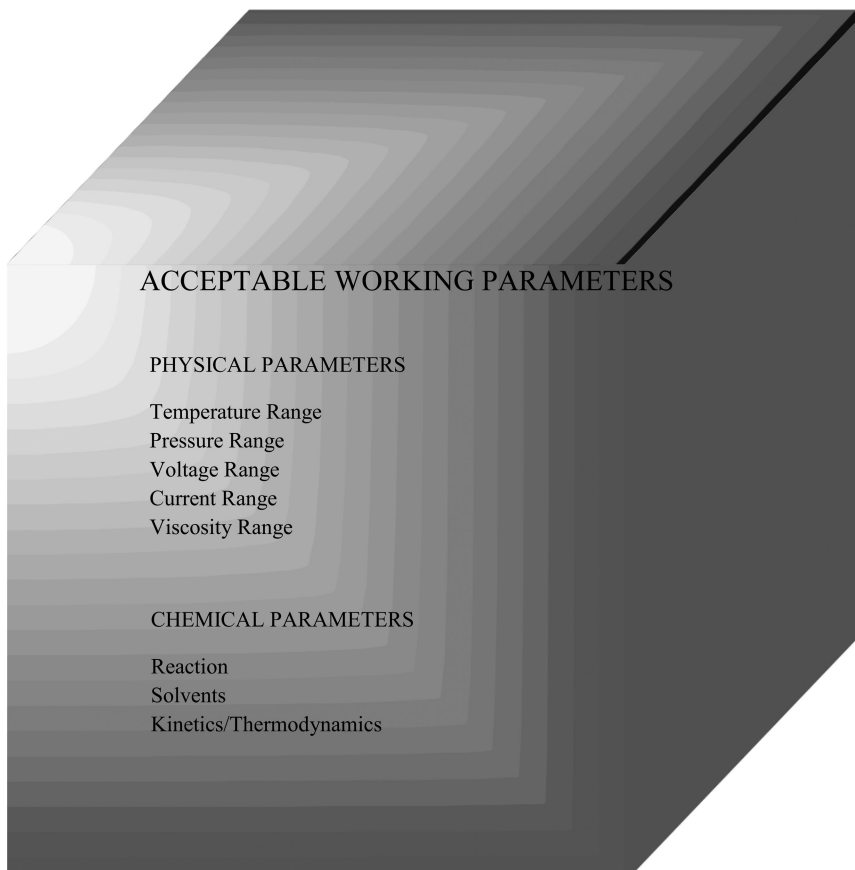 ACCEPTABLE WORKING PARAMETERS
PHYSICAL PARAMETERS
Temperature Range
Pressure Range
Voltage Range
Current Range
Viscosity Range
CHEMICAL PARAMETERS
Reaction
Solvents
Kinetics/Thermodynamics